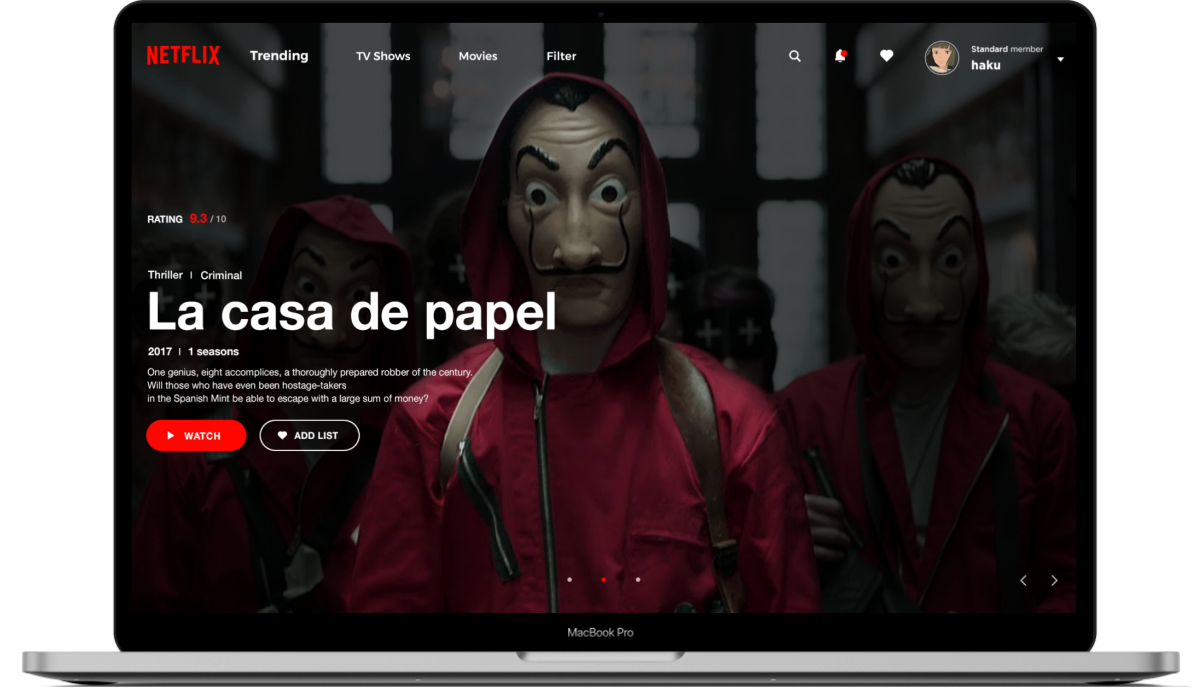 NETFLIX Trending TV Shows Movies Filter
Standard member
haku
RATING 9.3 / 10
Thriller | Criminal
La casa de papel
2017 | 1 seasons
One genius, eight accomplices, a thoroughly prepared robber of the century.
Will those who have even been hostage-takers
in the Spanish Mint be able to escape with a large sum of money?
WATCH ADD LIST
MacBook Pro